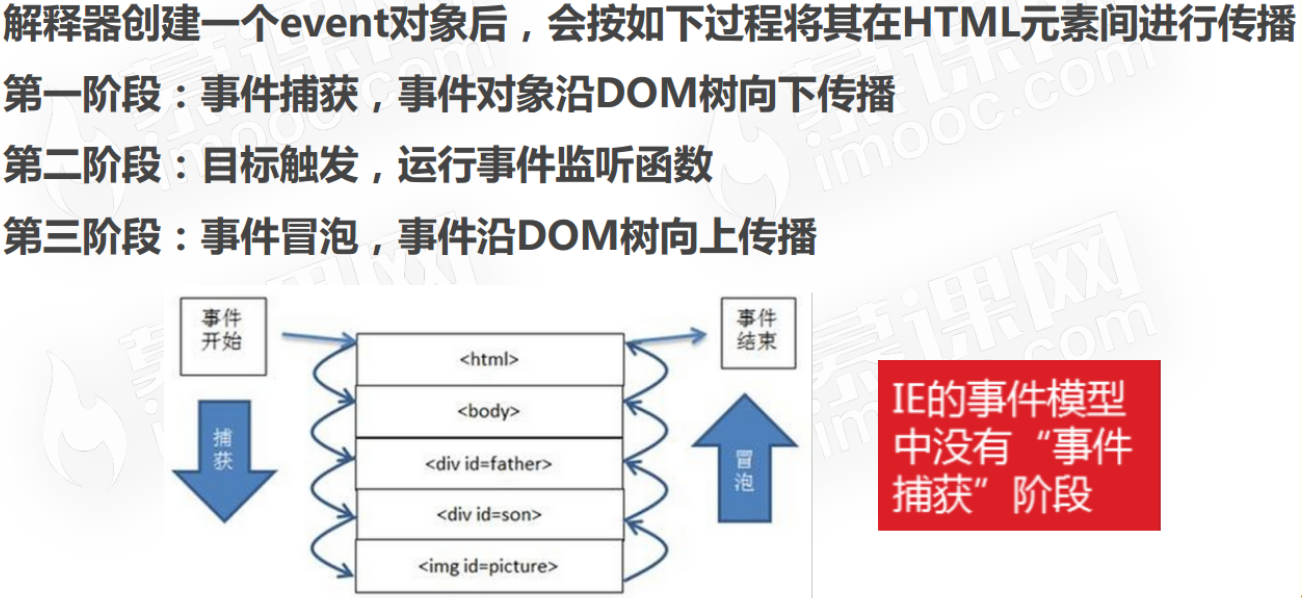 解释器创建一个event对象后，会按如下过程将其在HTML元素间进行传播
第一阶段：事件捕获，事件对象沿DOM树向下传播
第二阶段：目标触发，运行事件监听函数
第三阶段：事件冒泡，事件沿DOM树向上传播
事件
开始
事件
结束
<html>
<body>
<div id=father>
<div id=son>
<img id=picture>
捕
获
冒
泡
IE的事件模型
中没有“事件
捕获”阶段
慕课网
imooc.com
慕课网
imooc.com